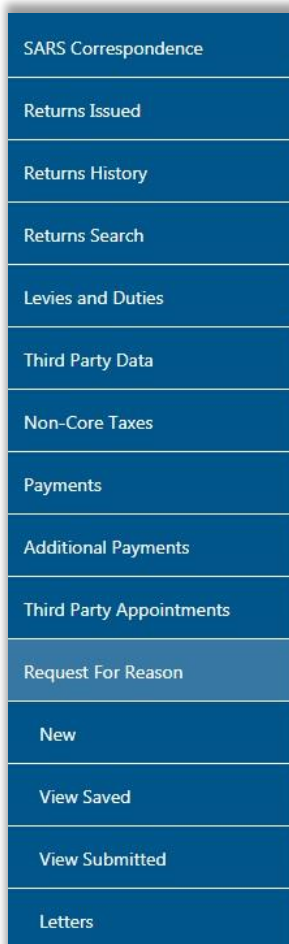 SARS Correspondence
Returns Issued
Returns History
Returns Search
Levies and Duties
Third Party Data
Non-Core Taxes
Payments
Additional Payments
Third Party Appointments
Request For Reason
New
View Saved
View Submitted
Letters